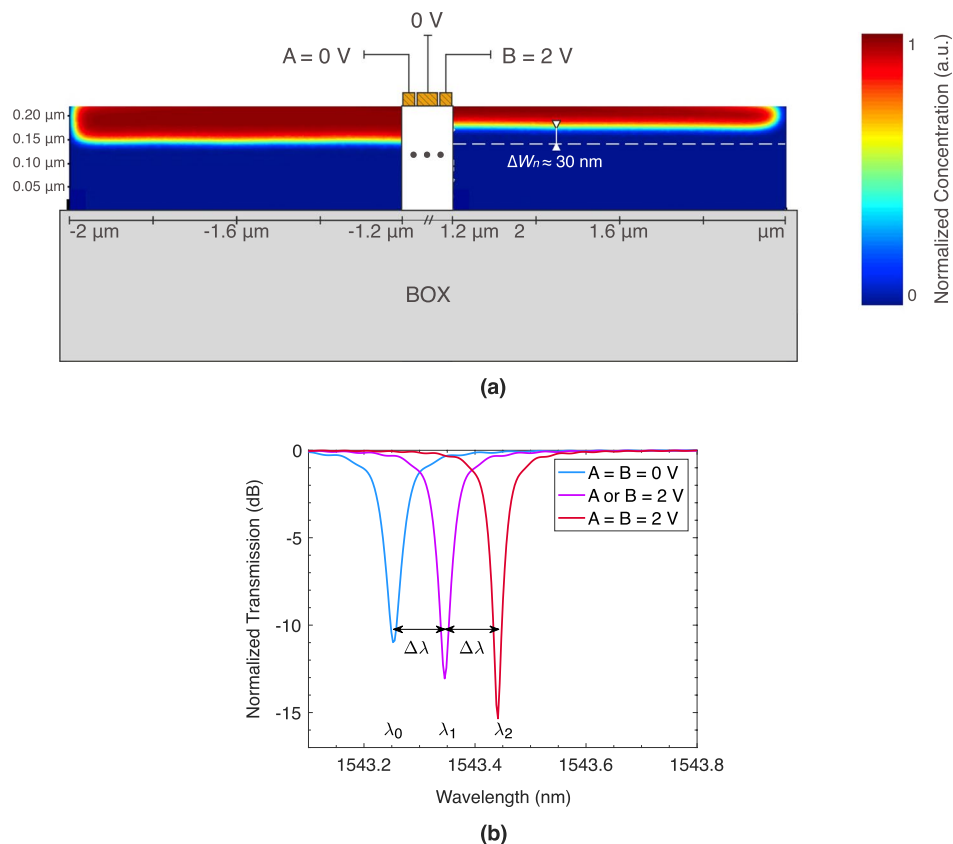 0 V
A = 0 V
B = 2 V
0.20 μm
0.15 μm
0.10 μm
0.05 μm
ΔWn ≈ 30 nm
-2 μm -1.6 μm -1.2 μm 1.2 μm 2 1.6 μm μm
BOX
1
0
Normalized Concentration (a.u.)
(a)
0
-5
-10
-15
Normalized Transmission (dB)
A = B = 0 V
A or B = 2 V
A = B = 2 V
Δλ Δλ
λ0 λ1 λ2
1543.2 1543.4 1543.6 1543.8
Wavelength (nm)
(b)